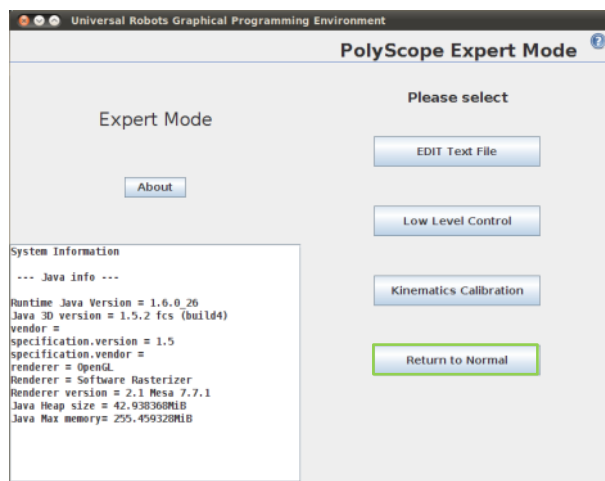 Universal Robots Graphical Programming Environment
PolyScope Expert Mode
?
Expert Mode
About
System Information
--- Java info ---
Runtime Java Version = 1.6.0_26
Java 3D version = 1.5.2 fcs (build4)
vendor =
specification.version = 1.5
specification.vendor =
renderer = OpenGL
Renderer = Software Rasterizer
Renderer version = 2.1 Mesa 7.7.1
Java Heap size = 42.938368MiB
Java Max memory= 255.459328MiB
Please select
EDIT Text File
Low Level Control
Kinematics Calibration
Return to Normal